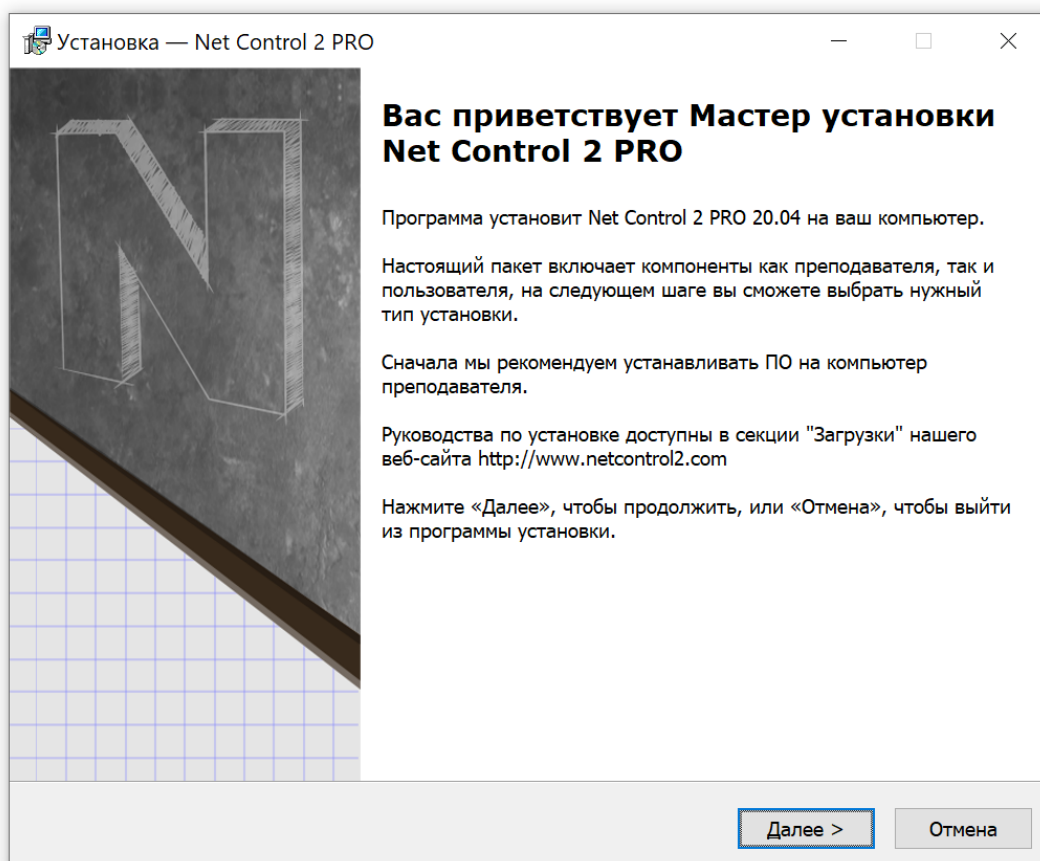 Установка — Net Control 2 PRO
N
Вас приветствует Мастер установки
Net Control 2 PRO
Программа установит Net Control 2 PRO 20.04 на ваш компьютер.
Настоящий пакет включает компоненты как преподавателя, так и
пользователя, на следующем шаге вы сможете выбрать нужный
тип установки.
Сначала мы рекомендуем устанавливать ПО на компьютер
преподавателя.
Руководства по установке доступны в секции "Загрузки" нашего
веб-сайта http://www.netcontrol2.com
Нажмите «Далее», чтобы продолжить, или «Отмена», чтобы выйти
из программы установки.
Далее >
Отмена